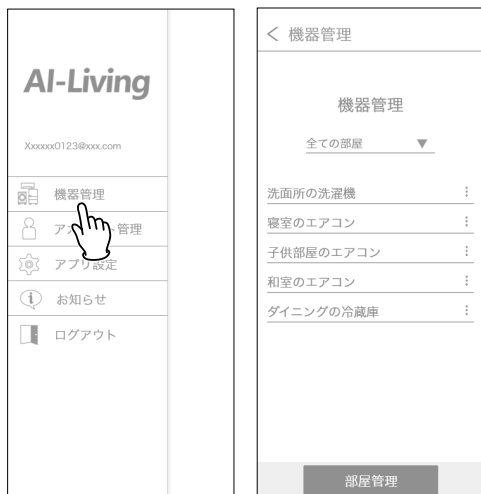 AI-Living
Xxxxxx0123@xxx.com
機器管理
アカウント管理
アプリ設定
お知らせ
ログアウト
機器管理
機器管理
全ての部屋 ▼
洗面所の洗濯機
寝室のエアコン
子供部屋のエアコン
和室のエアコン
ダイニングの冷蔵庫
部屋管理